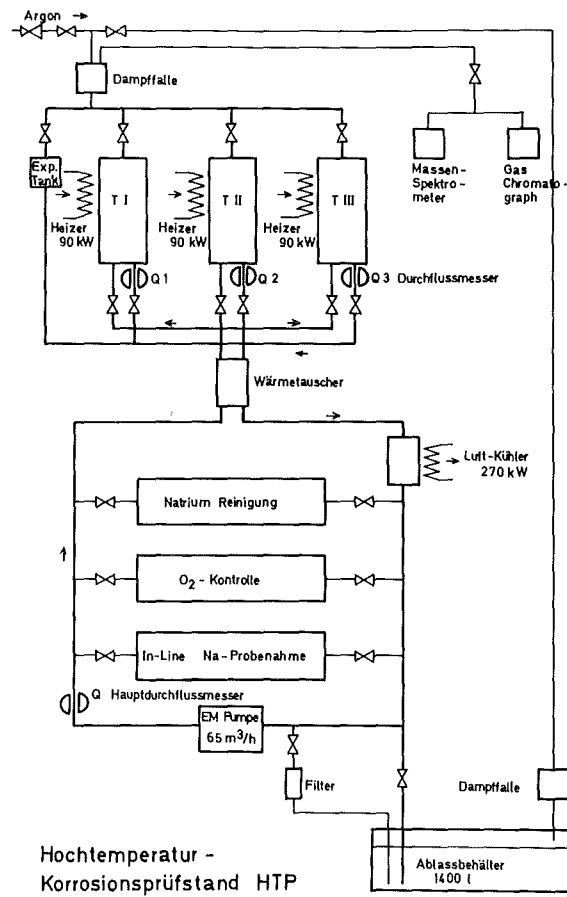 Argon
Dampffalle
Exp.
Tank
T I
T II
T III
Heizer
90 kW
Heizer
90 kW
Heizer
90 kW
Massen-
Spektro-
meter
Gas
Chromato-
graph
Q 1
Q 2
Q 3 Durchflussmesser
Wärmetauscher
Luft-Kühler
270 kW
Natrium Reinigung
O₂-Kontrolle
In-Line Na-Probenahme
Q Hauptdurchflussmesser
EM Pumpe
65 m³/h
Filter
Dampffalle
Ablassbehälter
1400 l
Hochtemperatur-
Korrosionsprüfstand HTP